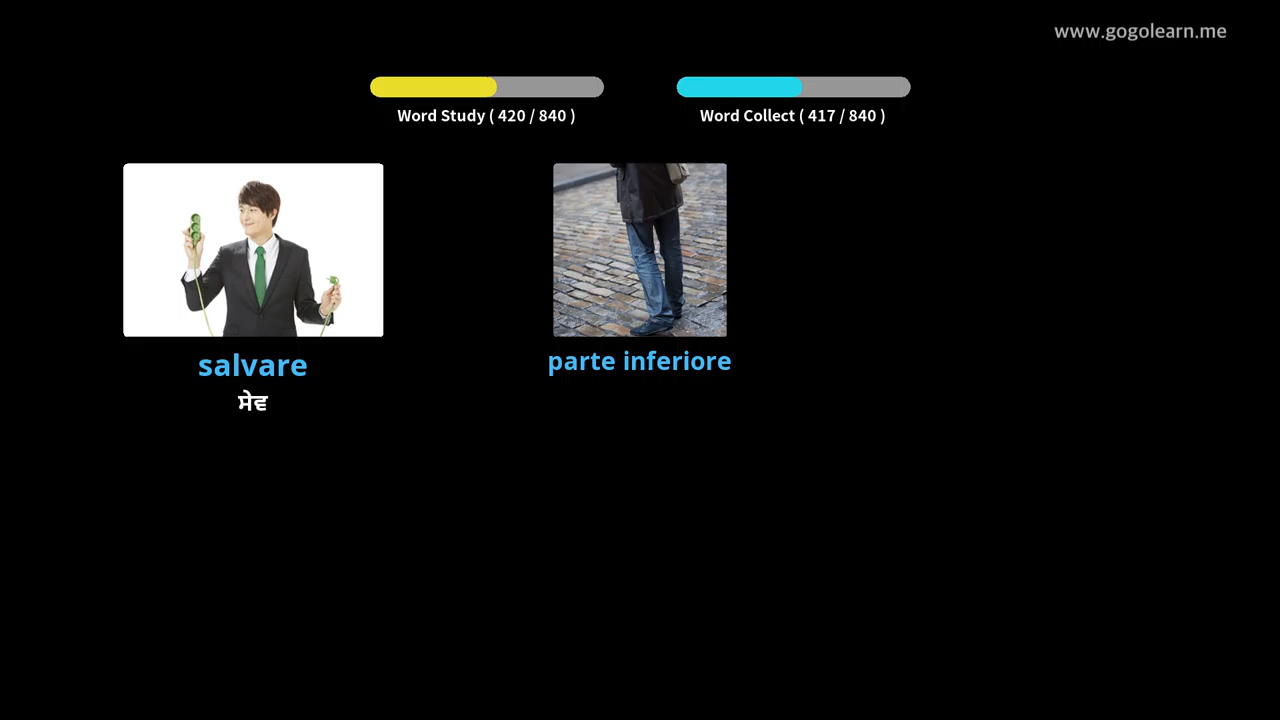 www.gogolearn.me
Word Study ( 420 / 840 )
Word Collect ( 417 / 840 )
salvare
ਸੇਵ
parte inferiore